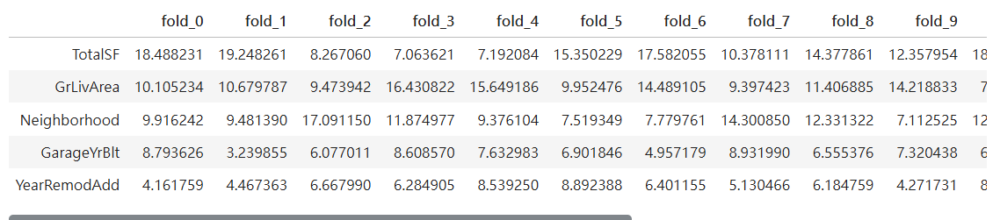 fold_0 fold_1 fold_2 fold_3 fold_4 fold_5 fold_6 fold_7 fold_8 fold_9
TotalSF 18.488231 19.248261 8.267060 7.063621 7.192084 15.350229 17.582055 10.378111 14.377861 12.357954 18
GrLivArea 10.105234 10.679787 9.473942 16.430822 15.649186 9.952476 14.489105 9.397423 11.406885 14.218833 7
Neighborhood 9.916242 9.481390 17.091150 11.874977 9.376104 7.519349 7.779761 14.300850 12.331322 7.112525 12
GarageYrBlt 8.793626 3.239855 6.077011 8.608570 7.632983 6.901846 4.957179 8.931990 6.555376 7.320438 6
YearRemodAdd 4.161759 4.467363 6.667990 6.284905 8.539250 8.892388 6.401155 5.130466 6.184759 4.271731 8